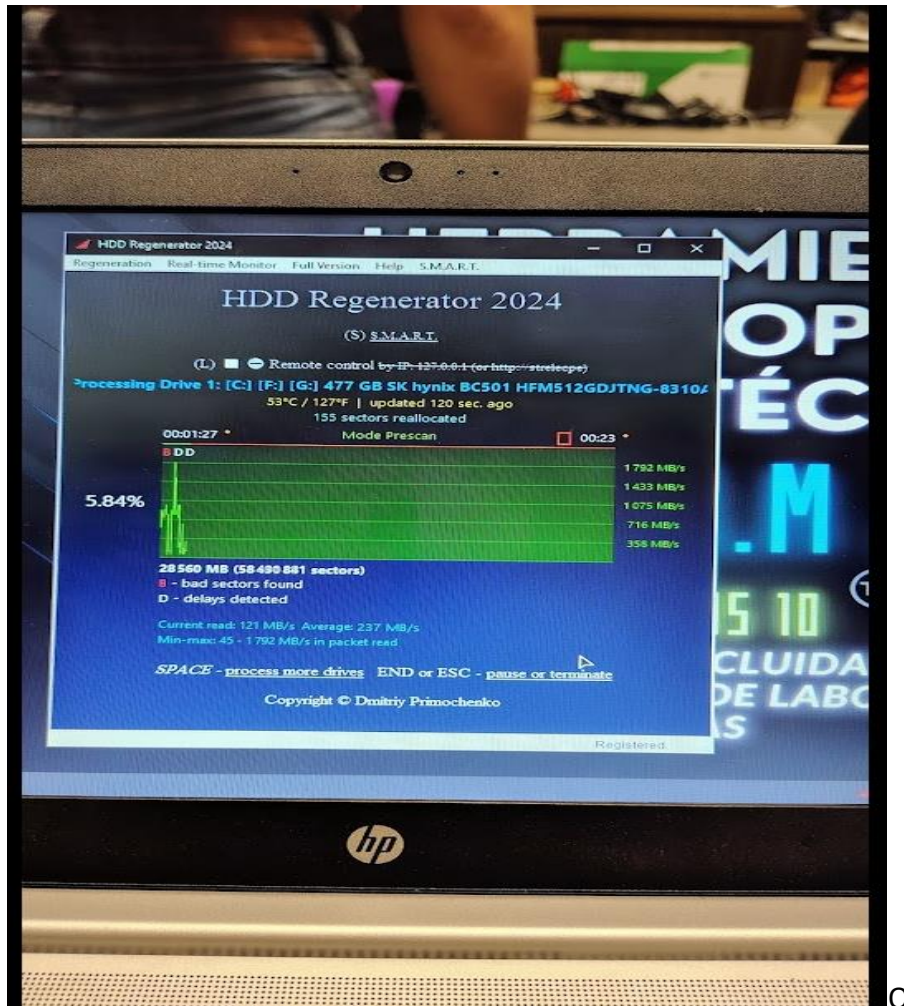 HDD Regenerator 2024
Regeneration Real-time Monitor Full Version Help S.M.A.R.T.
HDD Regenerator 2024
(S) S.M.A.R.T.
(L) Remote control by IP: 127.0.0.1 (or http://strelecpe)
Processing Drive 1: [C:] [F:] [G:] 477 GB SK hynix BC501 HFM512GDJTNG-8310A
53°C / 127°F | updated 120 sec. ago
155 sectors reallocated
00:01:27 * Mode Prescan 00:23 *
B D D
1 792 MB/s
1 433 MB/s
5.84%
1 075 MB/s
716 MB/s
358 MB/s
28 560 MB (58 490 881 sectors)
B - bad sectors found
D - delays detected
Current read: 121 MB/s Average: 237 MB/s
Min-max: 45 - 1 792 MB/s in packet read
SPACE - process more drives END or ESC - pause or terminate
Copyright © Dmitriy Primochenko
Registered
MIE
OP
TÉC
.M
S 10
CLUIDA
DE LABO
AS
hp